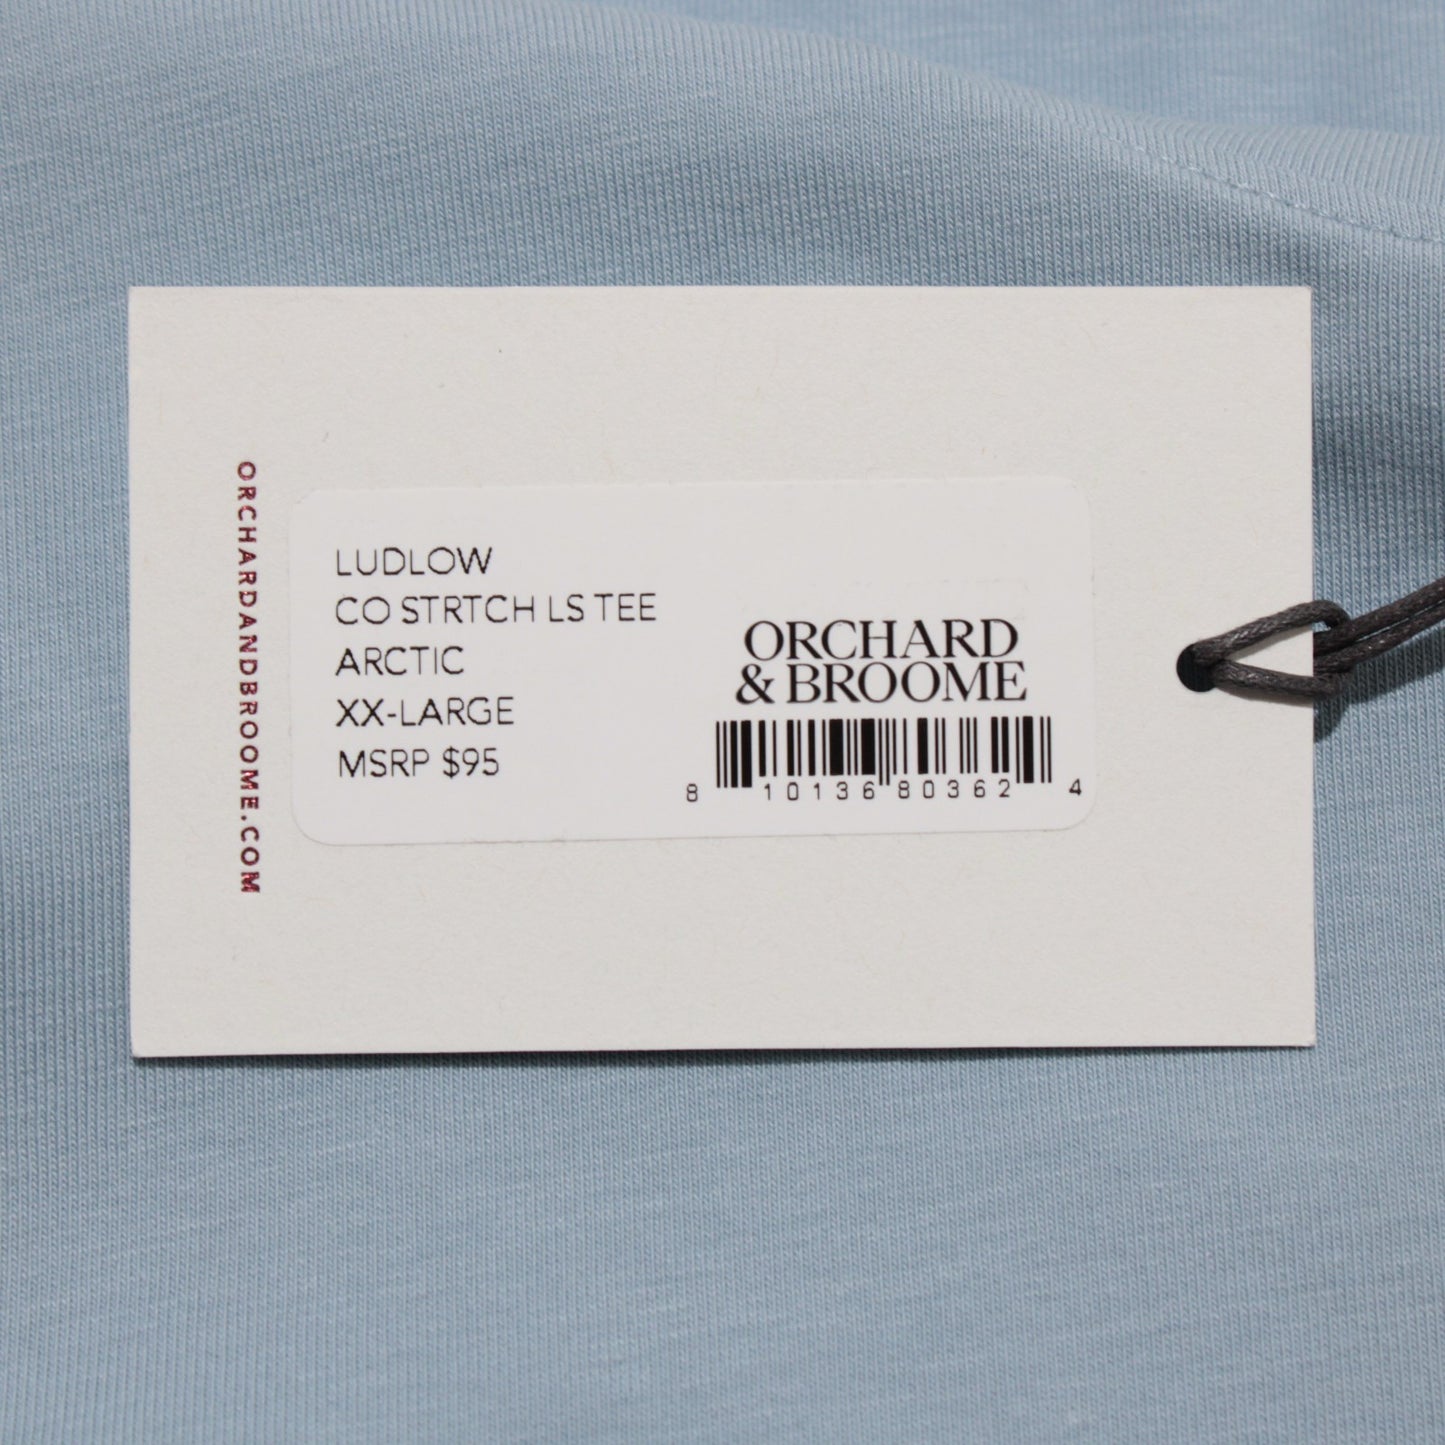 ORCHARDANDBROOME.COM
LUDLOW
CO STRTCH LS TEE
ARCTIC
XX-LARGE
MSRP $95
ORCHARD
& BROOME
8 10136 80362 4